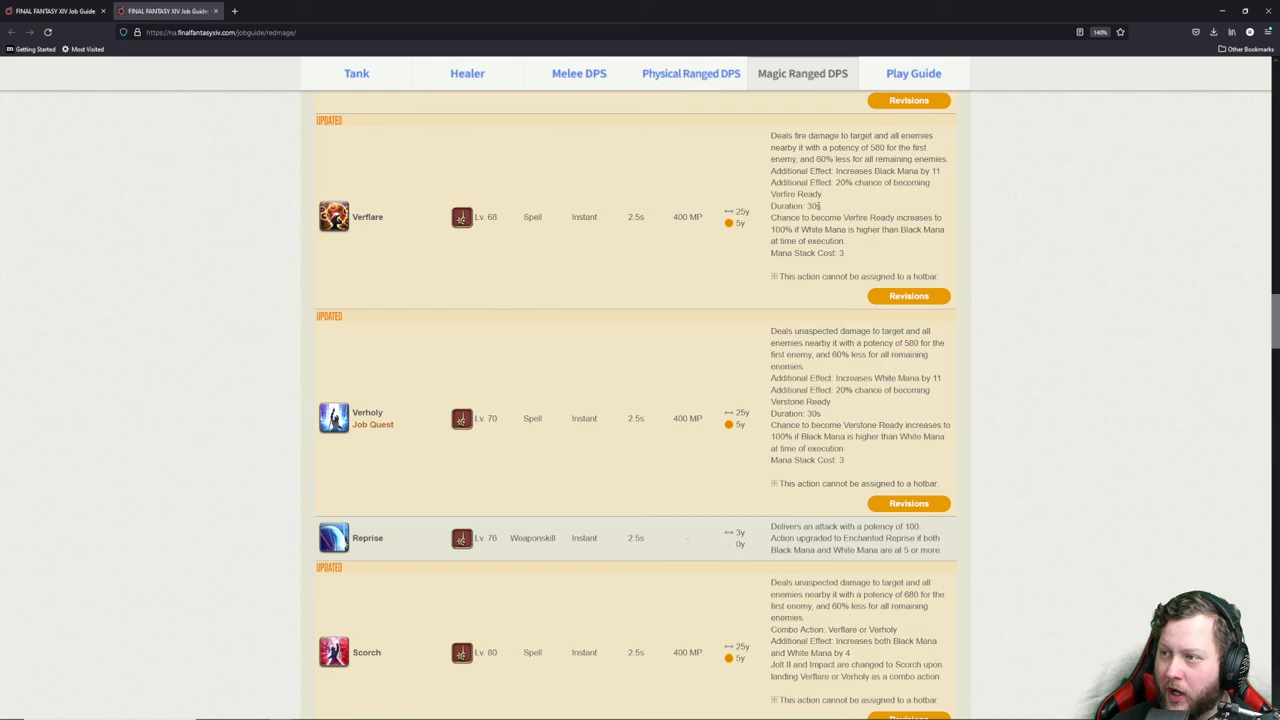 FINAL FANTASY XIV Job Guide
FINAL FANTASY XIV Job Guide
https://na.finalfantasyxiv.com/jobguide/redmage/
140%
Getting Started
Most Visited
Other Bookmarks
Tank
Healer
Melee DPS
Physical Ranged DPS
Magic Ranged DPS
Play Guide
Revisions
UPDATED
Verflare
Lv. 68
Spell
Instant
2.5s
400 MP
25y
5y
Deals fire damage to target and all enemies
nearby it with a potency of 580 for the first
enemy, and 60% less for all remaining enemies.
Additional Effect: Increases Black Mana by 11
Additional Effect: 20% chance of becoming
Verfire Ready
Duration: 30s
Chance to become Verfire Ready increases to
100% if White Mana is higher than Black Mana
at time of execution.
Mana Stack Cost: 3
※This action cannot be assigned to a hotbar.
Revisions
UPDATED
Verholy
Job Quest
Lv. 70
Spell
Instant
2.5s
400 MP
25y
5y
Deals unaspected damage to target and all
enemies nearby it with a potency of 580 for the
first enemy, and 60% less for all remaining
enemies.
Additional Effect: Increases White Mana by 11
Additional Effect: 20% chance of becoming
Verstone Ready
Duration: 30s
Chance to become Verstone Ready increases to
100% if Black Mana is higher than White Mana
at time of execution
Mana Stack Cost: 3
※This action cannot be assigned to a hotbar.
Revisions
Reprise
Lv. 76
Weaponskill
Instant
2.5s
-
3y
0y
Delivers an attack with a potency of 100.
Action upgraded to Enchanted Reprise if both
Black Mana and White Mana are at 5 or more.
UPDATED
Scorch
Lv. 80
Spell
Instant
2.5s
400 MP
25y
5y
Deals unaspected damage to target and all
enemies nearby it with a potency of 680 for the
first enemy, and 60% less for all remaining
enemies.
Combo Action: Verflare or Verholy
Additional Effect: Increases both Black Mana
and White Mana by 4
Jolt II and Impact are changed to Scorch upon
landing Verflare or Verholy as a combo action.
※This action cannot be assigned to a hotbar.
Revisions